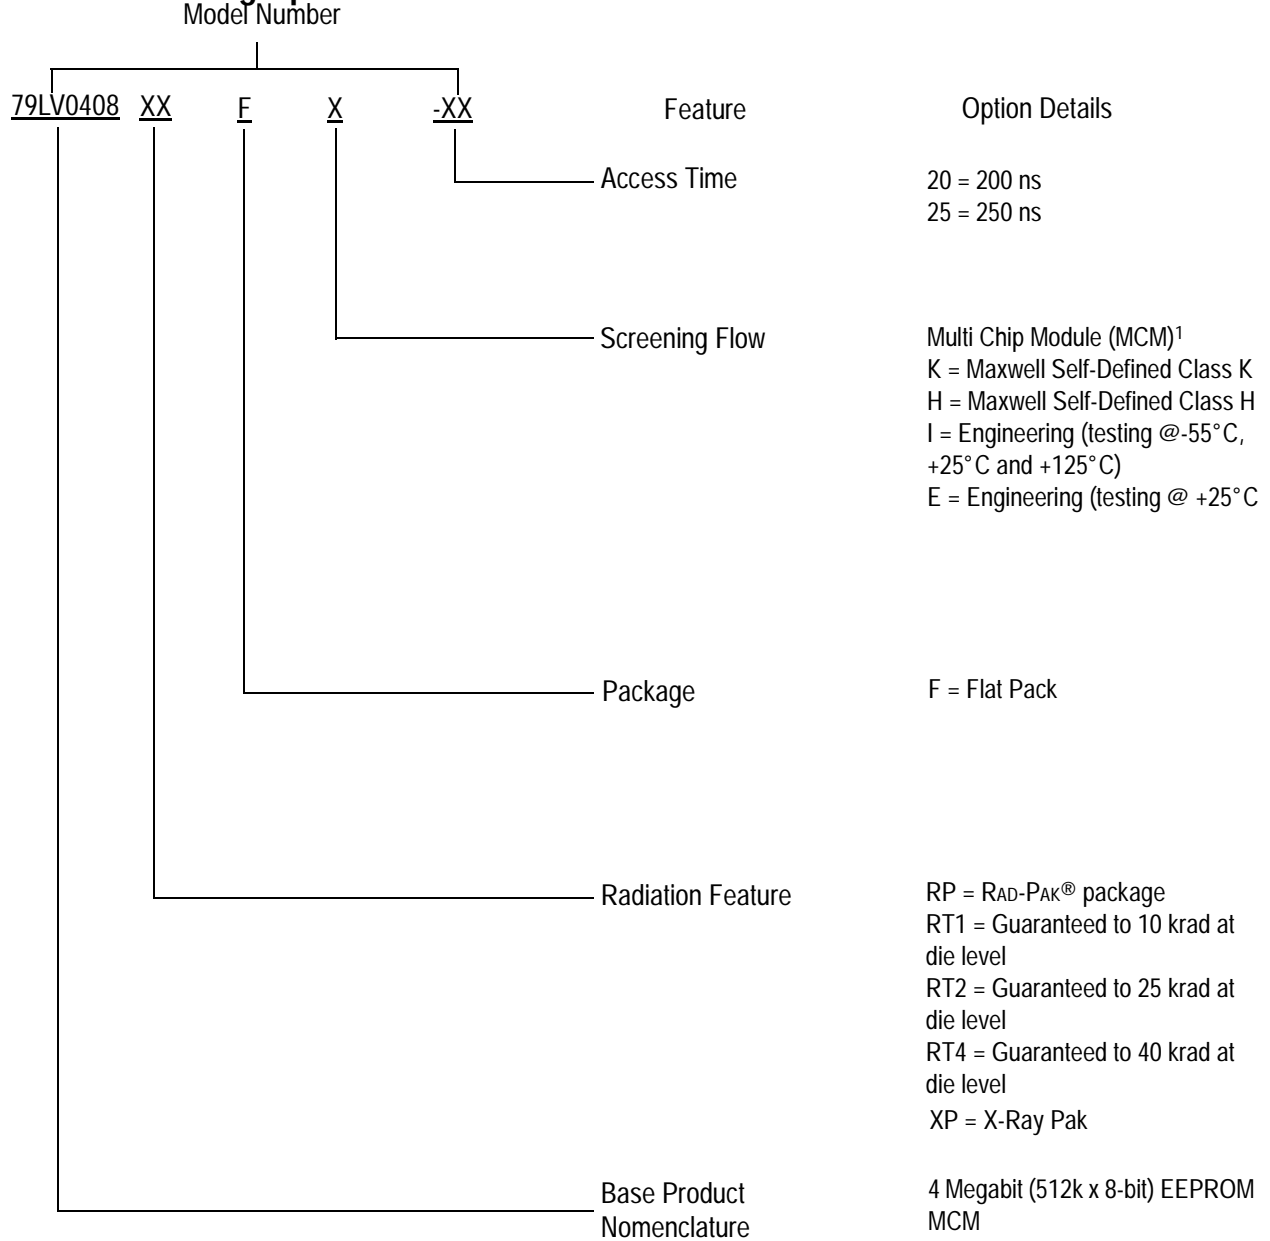 Model Number
79LV0408 XX F X -XX Feature Option Details
Access Time 20 = 200 ns
25 = 250 ns
Screening Flow Multi Chip Module (MCM)1
K = Maxwell Self-Defined Class K
H = Maxwell Self-Defined Class H
I = Engineering (testing @-55°C,
+25°C and +125°C)
E = Engineering (testing @ +25°C
Package F = Flat Pack
Radiation Feature RP = RAD-PAK® package
RT1 = Guaranteed to 10 krad at
die level
RT2 = Guaranteed to 25 krad at
die level
RT4 = Guaranteed to 40 krad at
die level
XP = X-Ray Pak
Base Product 4 Megabit (512k x 8-bit) EEPROM
Nomenclature MCM